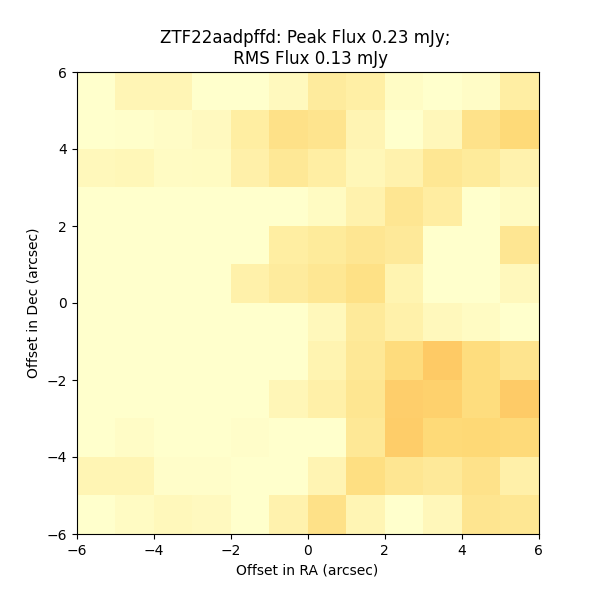 ZTF22aadpffd: Peak Flux 0.23 mJy;
RMS Flux 0.13 mJy
6
4
2
0
−2
−4
−6
Offset in Dec (arcsec)
−6 −4 −2 0 2 4 6
Offset in RA (arcsec)